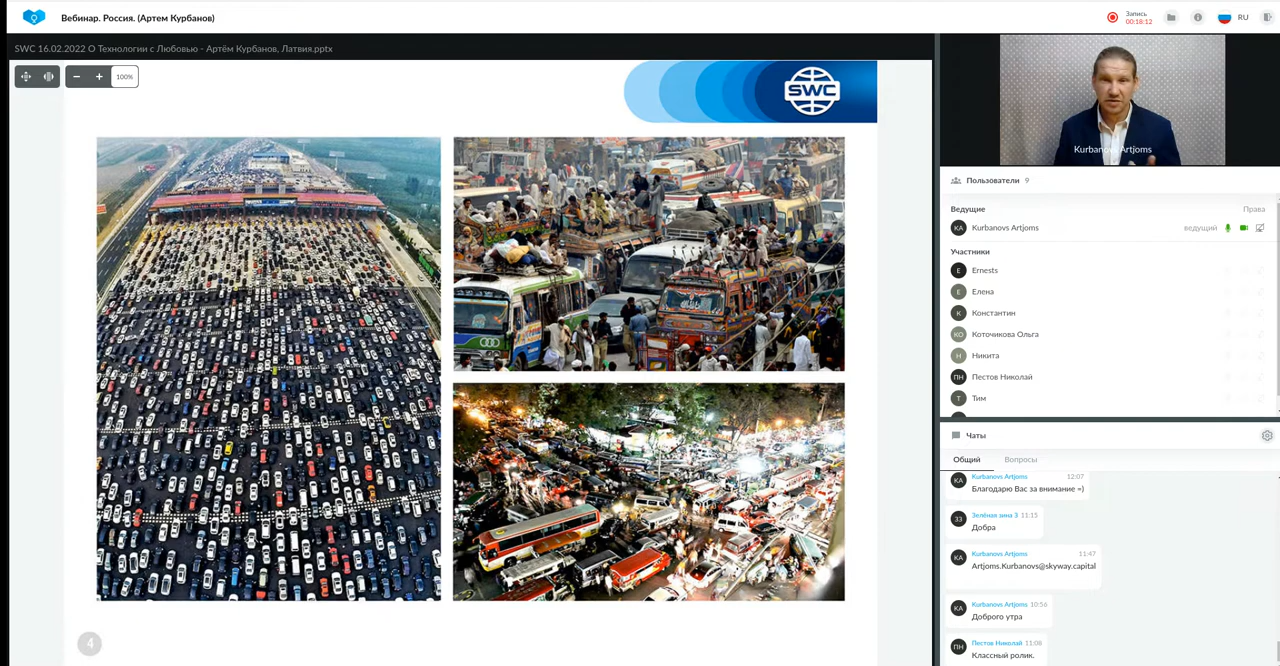 Вебинар. Россия. (Артем Курбанов)
Запись
00:18:12
RU
SWC 16.02.2022 О Технологии с Любовью - Артём Курбанов, Латвия.pptx
100%
SWC
4
Kurbanovs Artjoms
Пользователи 9
Ведущие Права
KA Kurbanovs Artjoms ведущий
Участники
E Ernests
Е Елена
К Константин
КО Коточикова Ольга
Н Никита
ПН Пестов Николай
Т Тим
Чаты
Общий Вопросы
KA Kurbanovs Artjoms 12:07
Благодарю Вас за внимание =)
ЗЗ Зелёная зина 3 11:15
Добра
KA Kurbanovs Artjoms 11:47
Artjoms.Kurbanovs@skyway.capital
KA Kurbanovs Artjoms 10:56
Доброго утра
ПН Пестов Николай 11:08
Классный ролик.